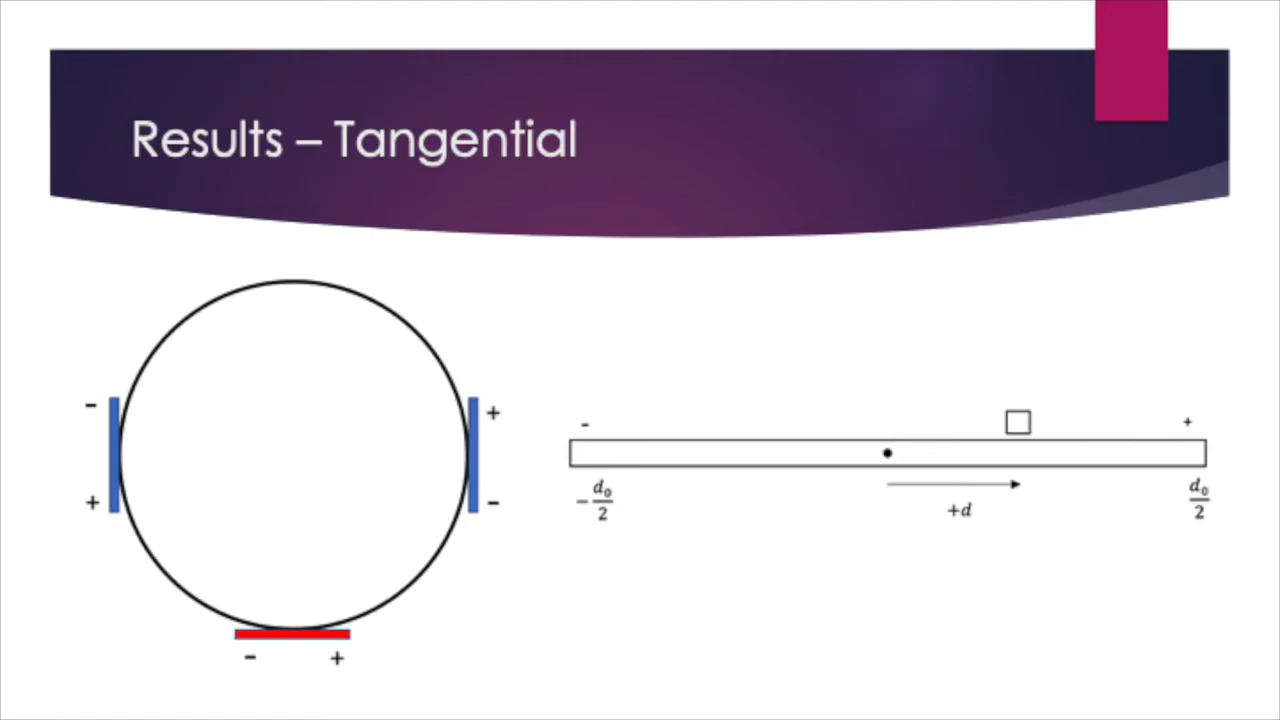 Results – Tangential
-
+
+
-
-
+
-
+
-d₀/2
+d
d₀/2